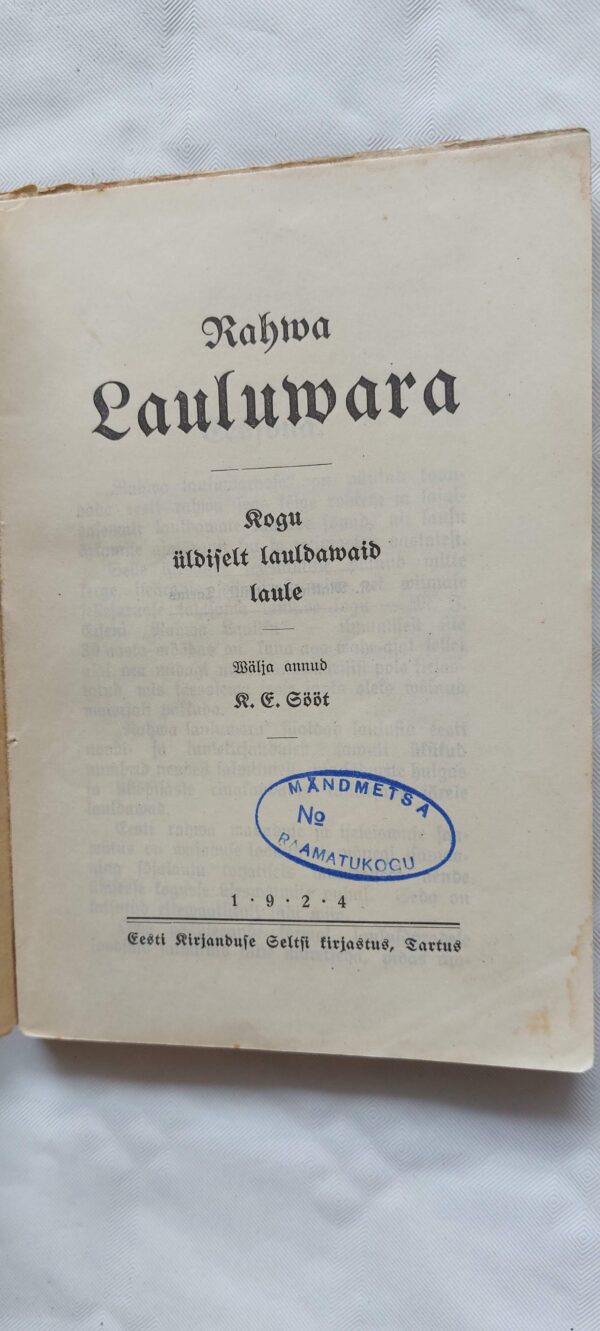 Rahwa
Lauluwara
Kogu
üldiselt lauldawaid
laule
Wälja annud
K. E. Sööt
MÄNDMETSA
No
RAAMATUKOGU
1 · 9 · 2 · 4
Eesti Kirjanduse Seltsi kirjastus, Tartus